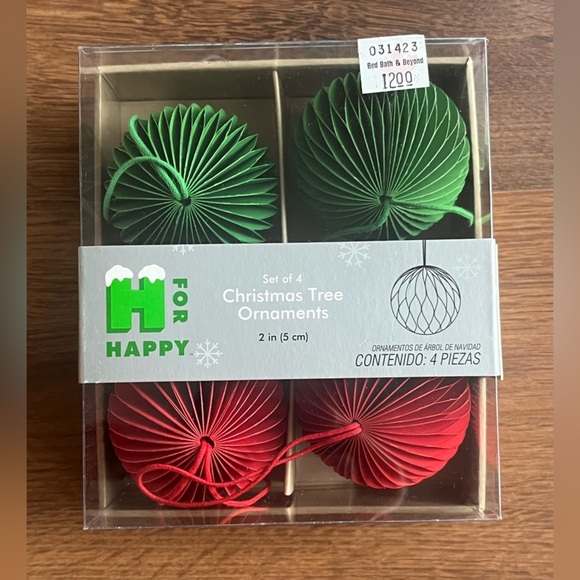 031423
Bed Bath & Beyond
1200
H FOR
HAPPY™
Set of 4
Christmas Tree
Ornaments
2 in (5 cm)
ORNAMENTOS DE ÁRBOL DE NAVIDAD
CONTENIDO: 4 PIEZAS